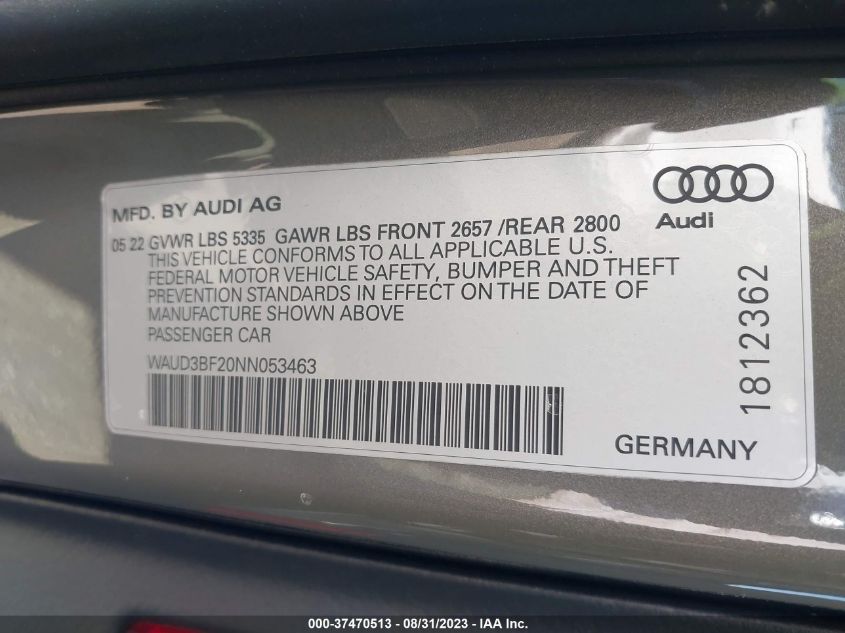 MFD. BY AUDI AG
Audi
05 22 GVWR LBS 5335 GAWR LBS FRONT 2657 /REAR 2800
THIS VEHICLE CONFORMS TO ALL APPLICABLE U.S.
FEDERAL MOTOR VEHICLE SAFETY, BUMPER AND THEFT
PREVENTION STANDARDS IN EFFECT ON THE DATE OF
MANUFACTURE SHOWN ABOVE
PASSENGER CAR
WAUD3BF20NN053463
1812362
GERMANY
000-37470513 - 08/31/2023 - IAA Inc.